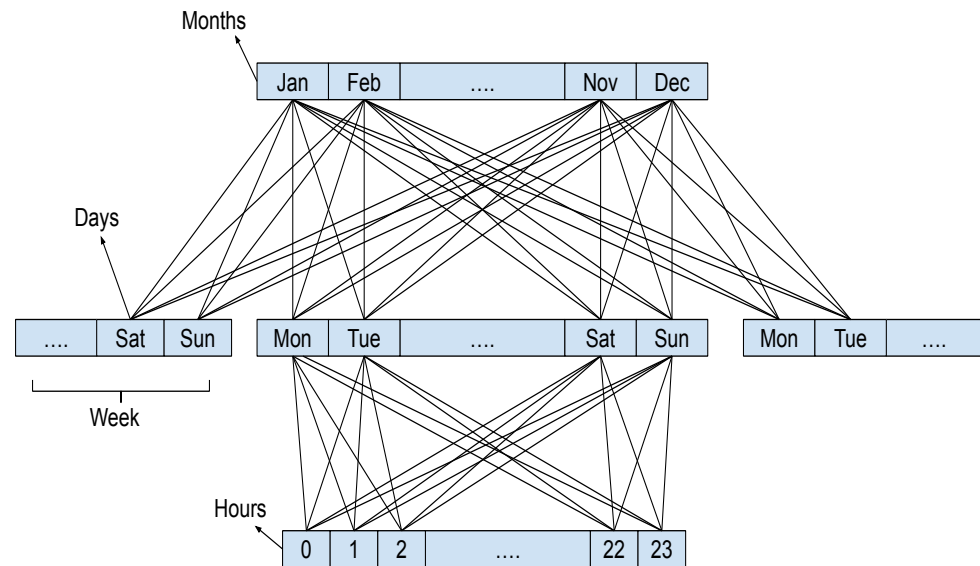 Months
Jan Feb .... Nov Dec
Days
.... Sat Sun Mon Tue .... Sat Sun Mon Tue ....
Week
Hours
0 1 2 .... 22 23